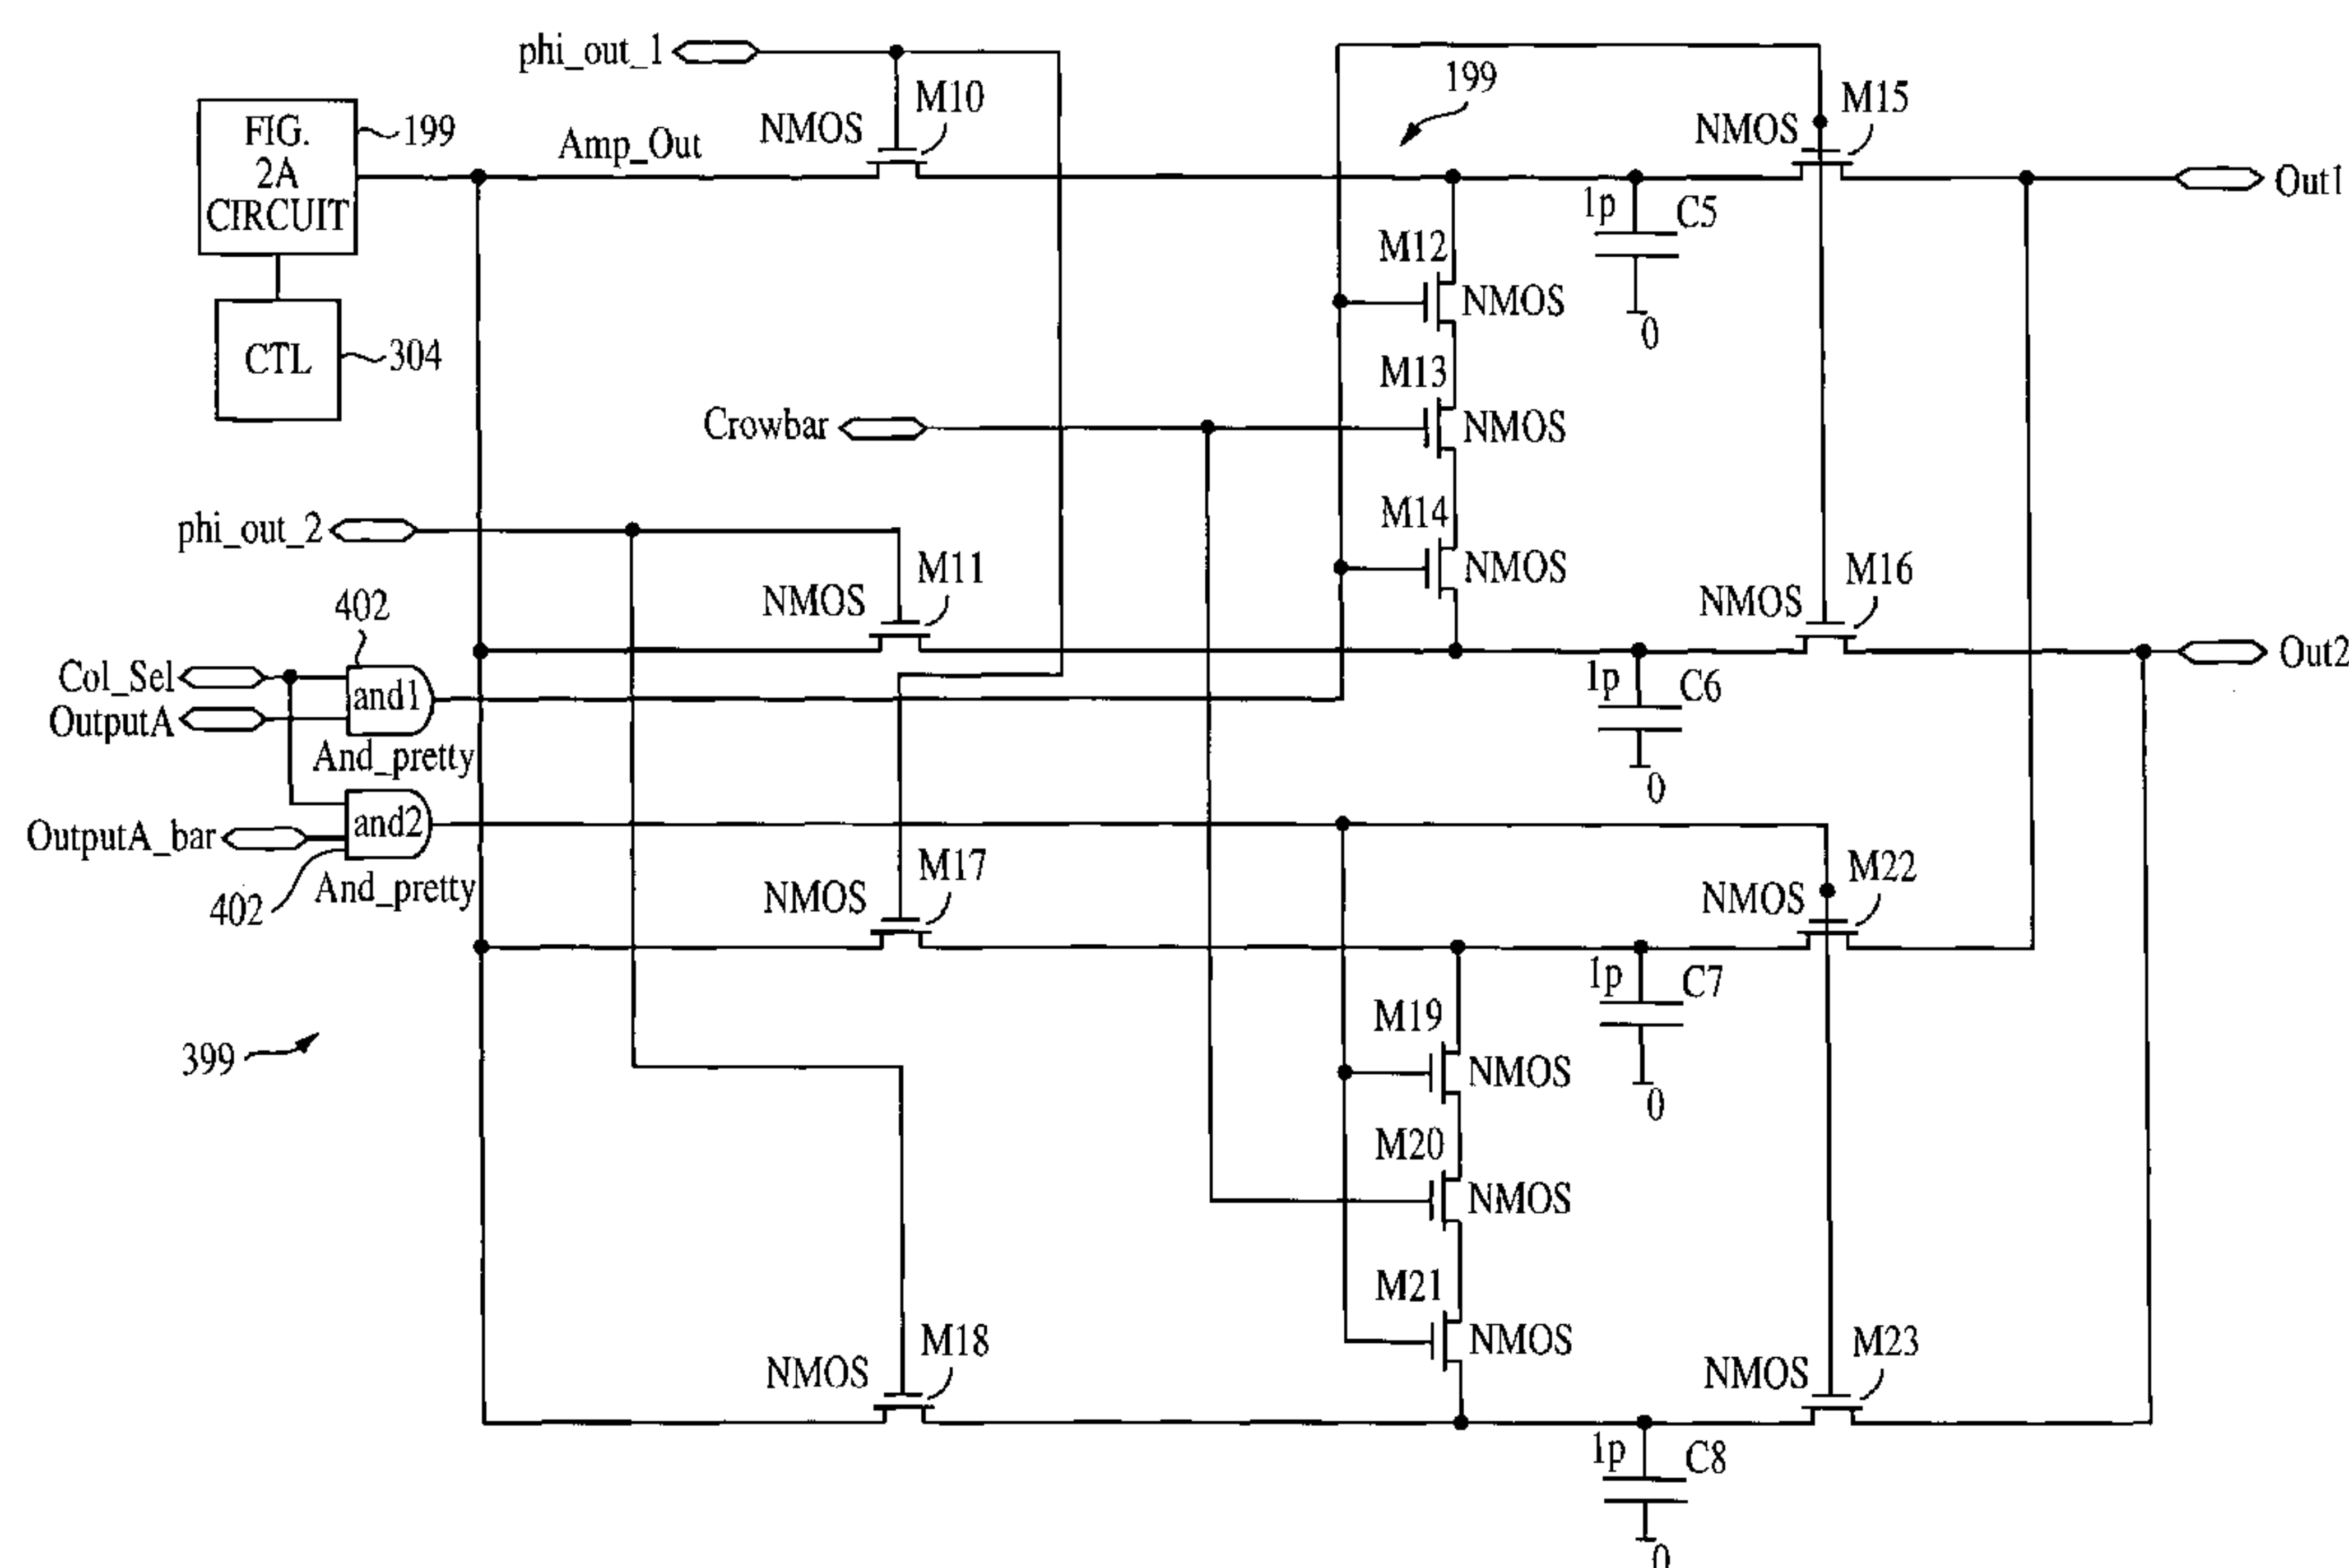 phi_out_1
M10
NMOS
Amp_Out
FIG.
2A
CIRCUIT
199
CTL
304
199
NMOS
M15
Out1
1p
C5
0
M12
NMOS
M13
NMOS
Crowbar
M14
NMOS
phi_out_2
M11
NMOS
NMOS
M16
Out2
402
Col_Sel
OutputA
and1
And_pretty
1p
C6
0
OutputA_bar
and2
And_pretty
402
M17
NMOS
M22
NMOS
1p
C7
0
399
M19
NMOS
M20
NMOS
M21
NMOS
M18
NMOS
M23
NMOS
1p
C8
0